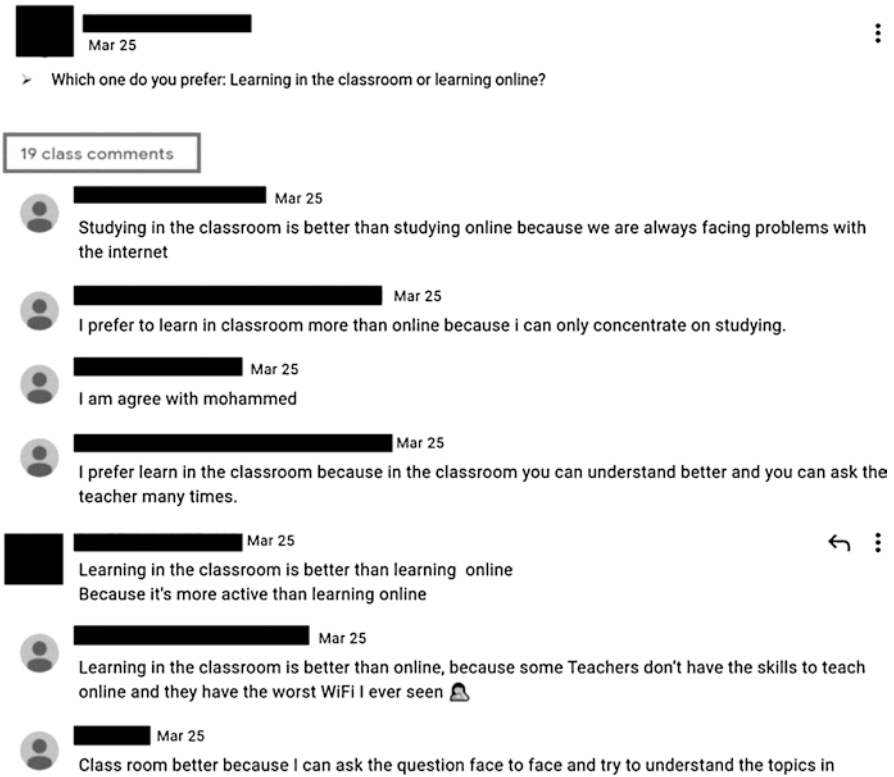 Mar 25
➢ Which one do you prefer: Learning in the classroom or learning online?
19 class comments
Mar 25
Studying in the classroom is better than studying online because we are always facing problems with
the internet
Mar 25
I prefer to learn in classroom more than online because i can only concentrate on studying.
Mar 25
I am agree with mohammed
Mar 25
I prefer learn in the classroom because in the classroom you can understand better and you can ask the
teacher many times.
Mar 25
Learning in the classroom is better than learning  online
Because it's more active than learning online
Mar 25
Learning in the classroom is better than online, because some Teachers don't have the skills to teach
online and they have the worst WiFi I ever seen
Mar 25
Class room better because I can ask the question face to face and try to understand the topics in